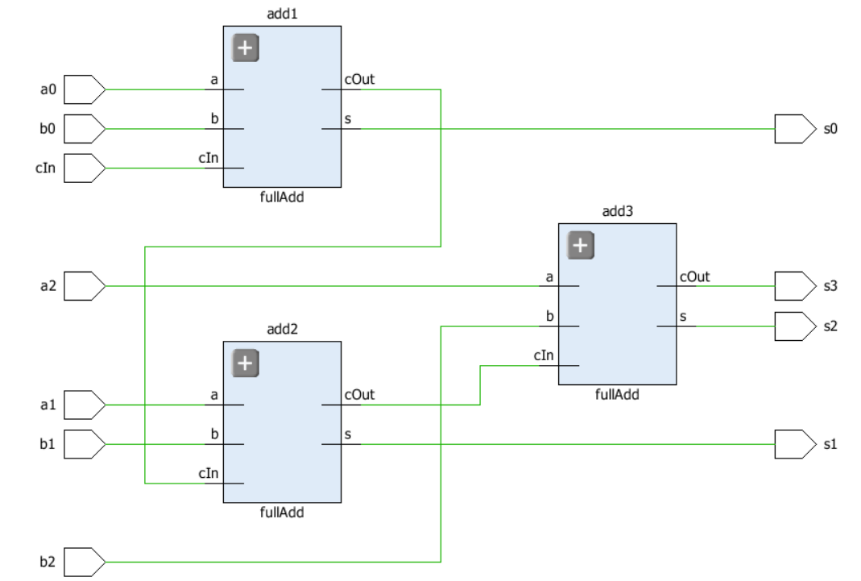 add1
a0
a
cOut
b0
b
s
s0
cIn
cIn
fullAdd
add3
a2
a
cOut
s3
b
s
s2
add2
cIn
fullAdd
a1
a
cOut
b1
b
s
s1
cIn
fullAdd
b2